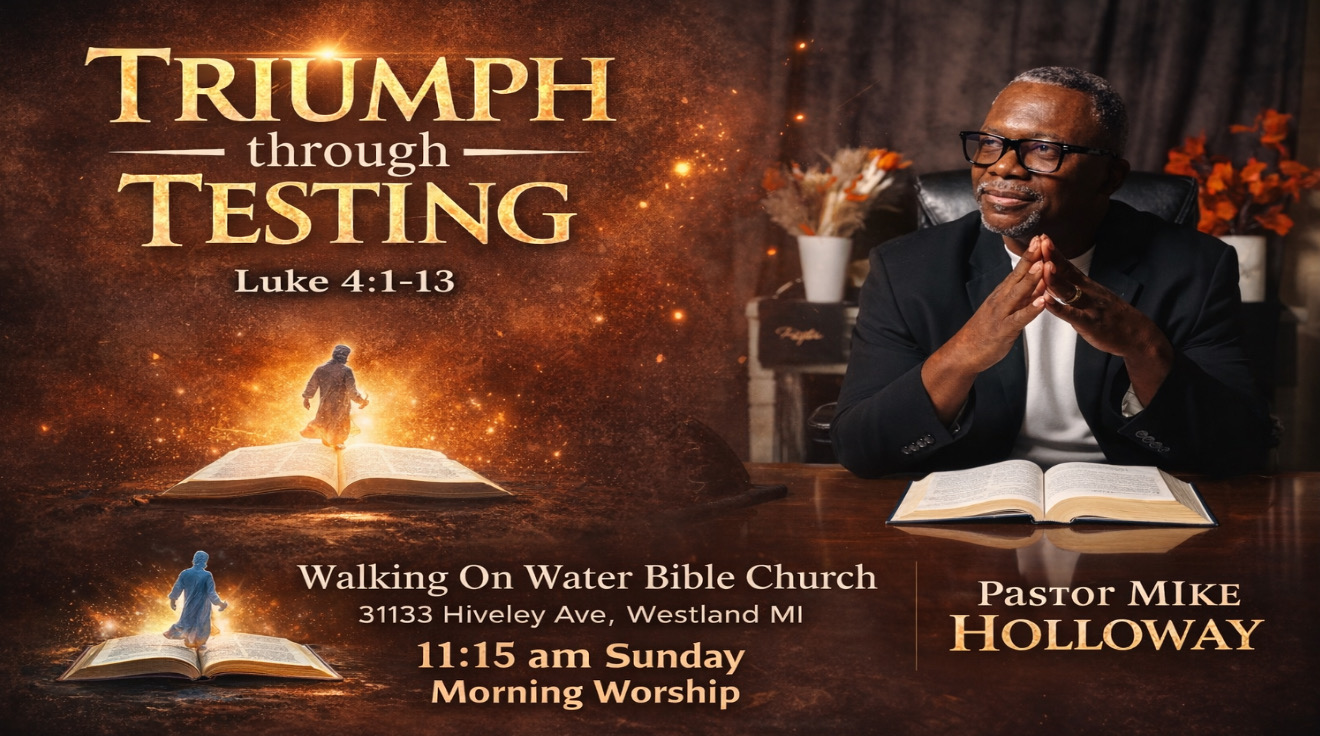 TRIUMPH
through
TESTING
Luke 4:1-13
Walking On Water Bible Church
31133 Hiveley Ave, Westland MI
11:15 am Sunday
Morning Worship
Pastor MIKE
HOLLOWAY